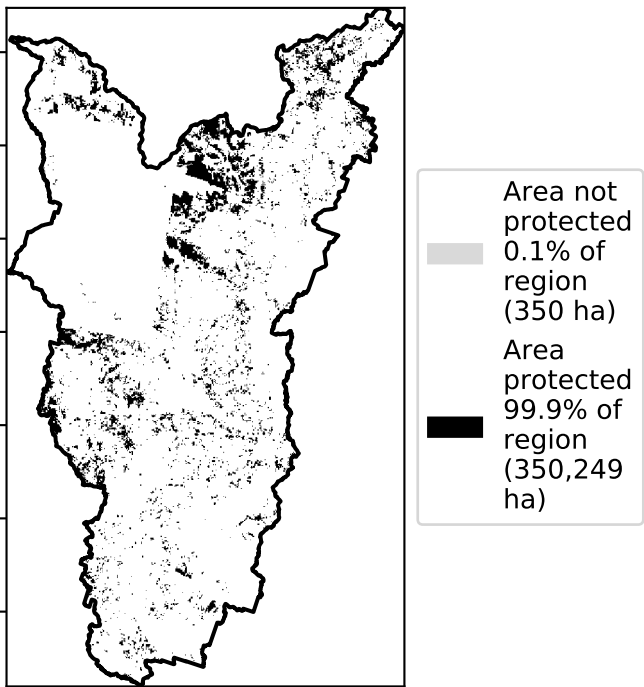 Area not
protected
0.1% of
region
(350 ha)
Area
protected
99.9% of
region
(350,249
ha)